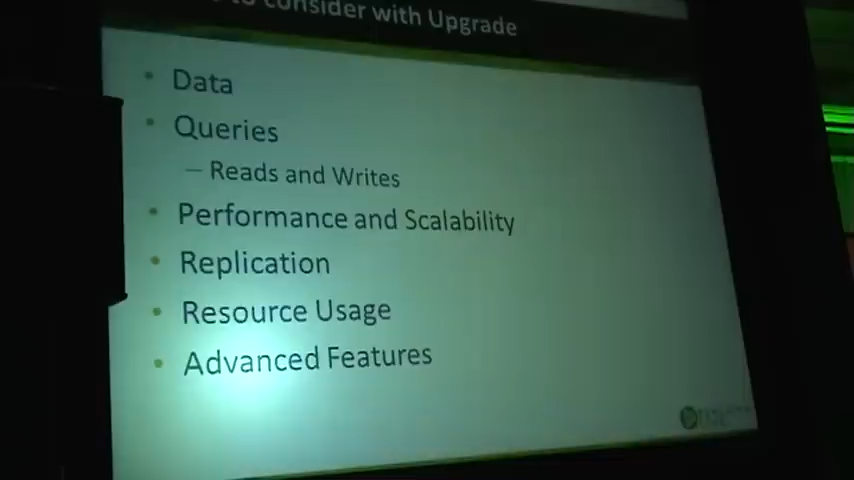 to consider with Upgrade
Data
Queries
– Reads and Writes
Performance and Scalability
Replication
Resource Usage
Advanced Features